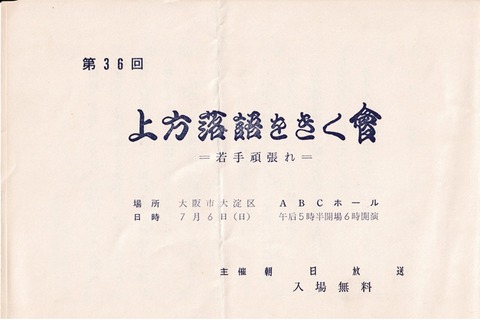 第36回
上方落語をきく會
=若手頑張れ=
場所 大阪市大淀区 ABCホール
日時 7月6日(日) 午后5時半開場6時開演
主催 朝日放送
入場無料